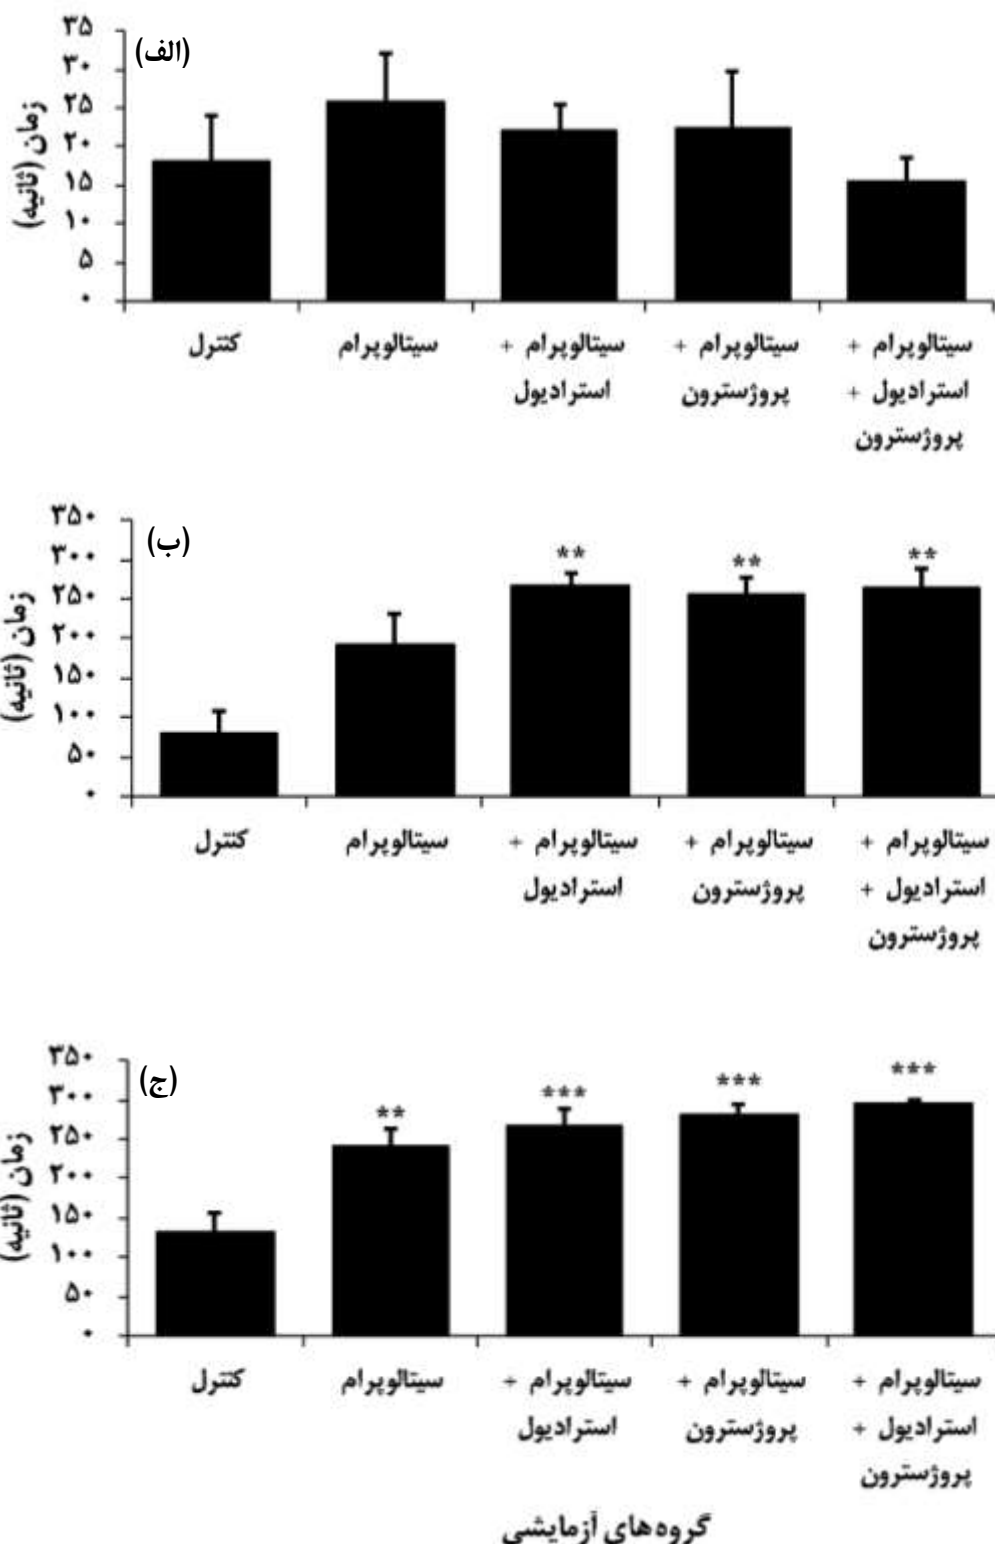 (الف)
زمان (ثانیه)
۳۵
۳۰
۲۵
۲۰
۱۵
۱۰
۵
۰
کنترل
سیتالوپرام
سیتالوپرام +
استرادیول
سیتالوپرام +
پروژسترون
سیتالوپرام +
استرادیول +
پروژسترون
(ب)
زمان (ثانیه)
۳۵۰
۳۰۰
۲۵۰
۲۰۰
۱۵۰
۱۰۰
۵۰
۰
**
**
**
کنترل
سیتالوپرام
سیتالوپرام +
استرادیول
سیتالوپرام +
پروژسترون
سیتالوپرام +
استرادیول +
پروژسترون
(ج)
زمان (ثانیه)
۳۵۰
۳۰۰
۲۵۰
۲۰۰
۱۵۰
۱۰۰
۵۰
۰
**
***
***
***
کنترل
سیتالوپرام
سیتالوپرام +
استرادیول
سیتالوپرام +
پروژسترون
سیتالوپرام +
استرادیول +
پروژسترون
گروه‌های آزمایشی